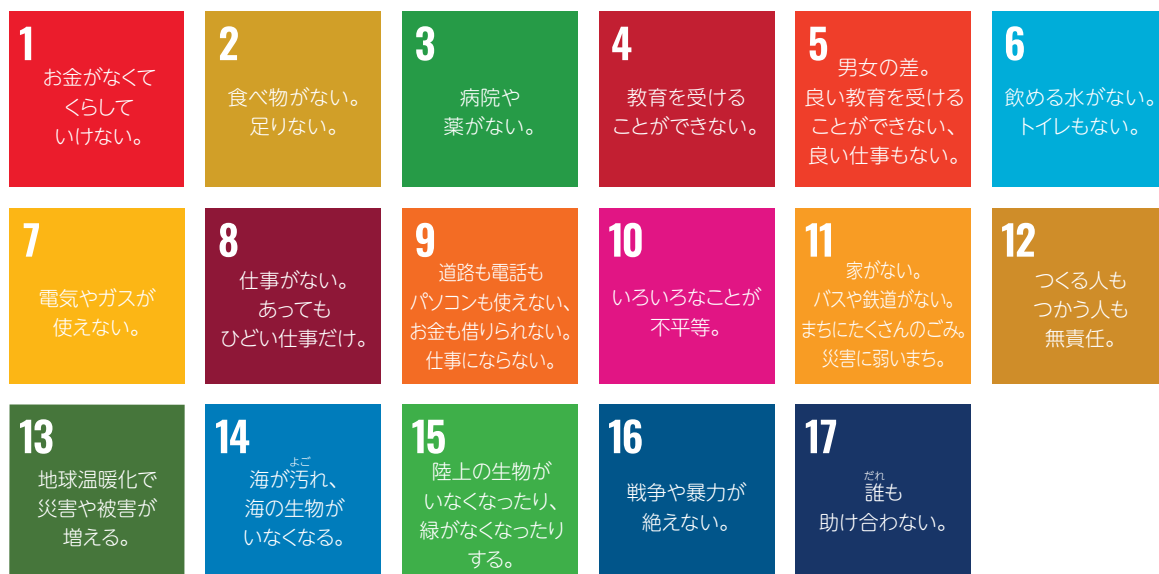 1
お金がなくて
くらして
いけない。
2
食べ物がない。
足りない。
3
病院や
薬がない。
4
教育を受ける
ことができない。
5
男女の差。
良い教育を受ける
ことができない、
良い仕事もない。
6
飲める水がない。
トイレもない。
7
電気やガスが
使えない。
8
仕事がない。
あっても
ひどい仕事だけ。
9
道路も電話も
パソコンも使えない、
お金も借りられない。
仕事にならない。
10
いろいろなことが
不平等。
11
家がない。
バスや鉄道がない。
まちにたくさんのごみ。
災害に弱いまち。
12
つくる人も
つかう人も
無責任。
13
地球温暖化で
災害や被害が
増える。
14
よご
海が汚れ、
海の生物が
いなくなる。
15
陸上の生物が
いなくなったり、
緑がなくなったり
する。
16
戦争や暴力が
絶えない。
17
だれ
誰も
助け合わない。